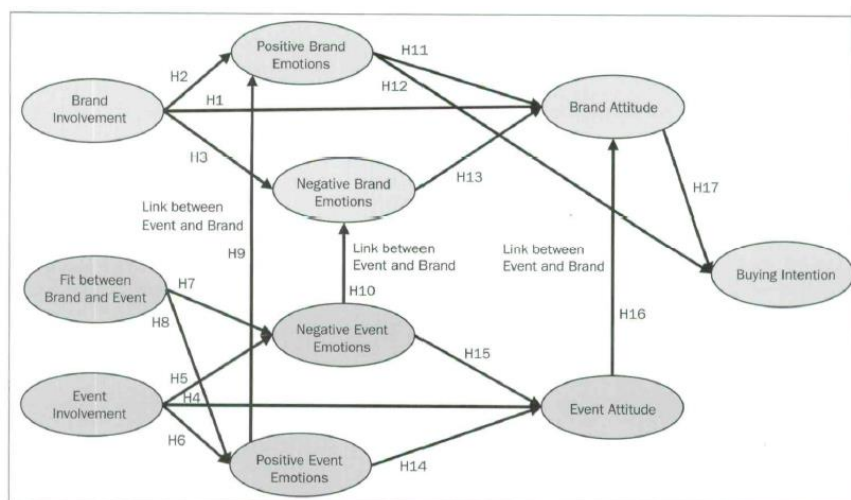 Positive Brand
Emotions
H11
H2
H12
Brand
Involvement
H1
Brand Attitude
H3
Negative Brand
Emotions
H13
H17
Link between
Event and Brand
H9
Link between
Event and Brand
Link between
Event and Brand
Fit between
Brand and Event
H7
H8
H10
Buying Intention
Negative Event
Emotions
H16
H15
H5
Event
Involvement
H4
Event Attitude
H6
Positive Event
Emotions
H14